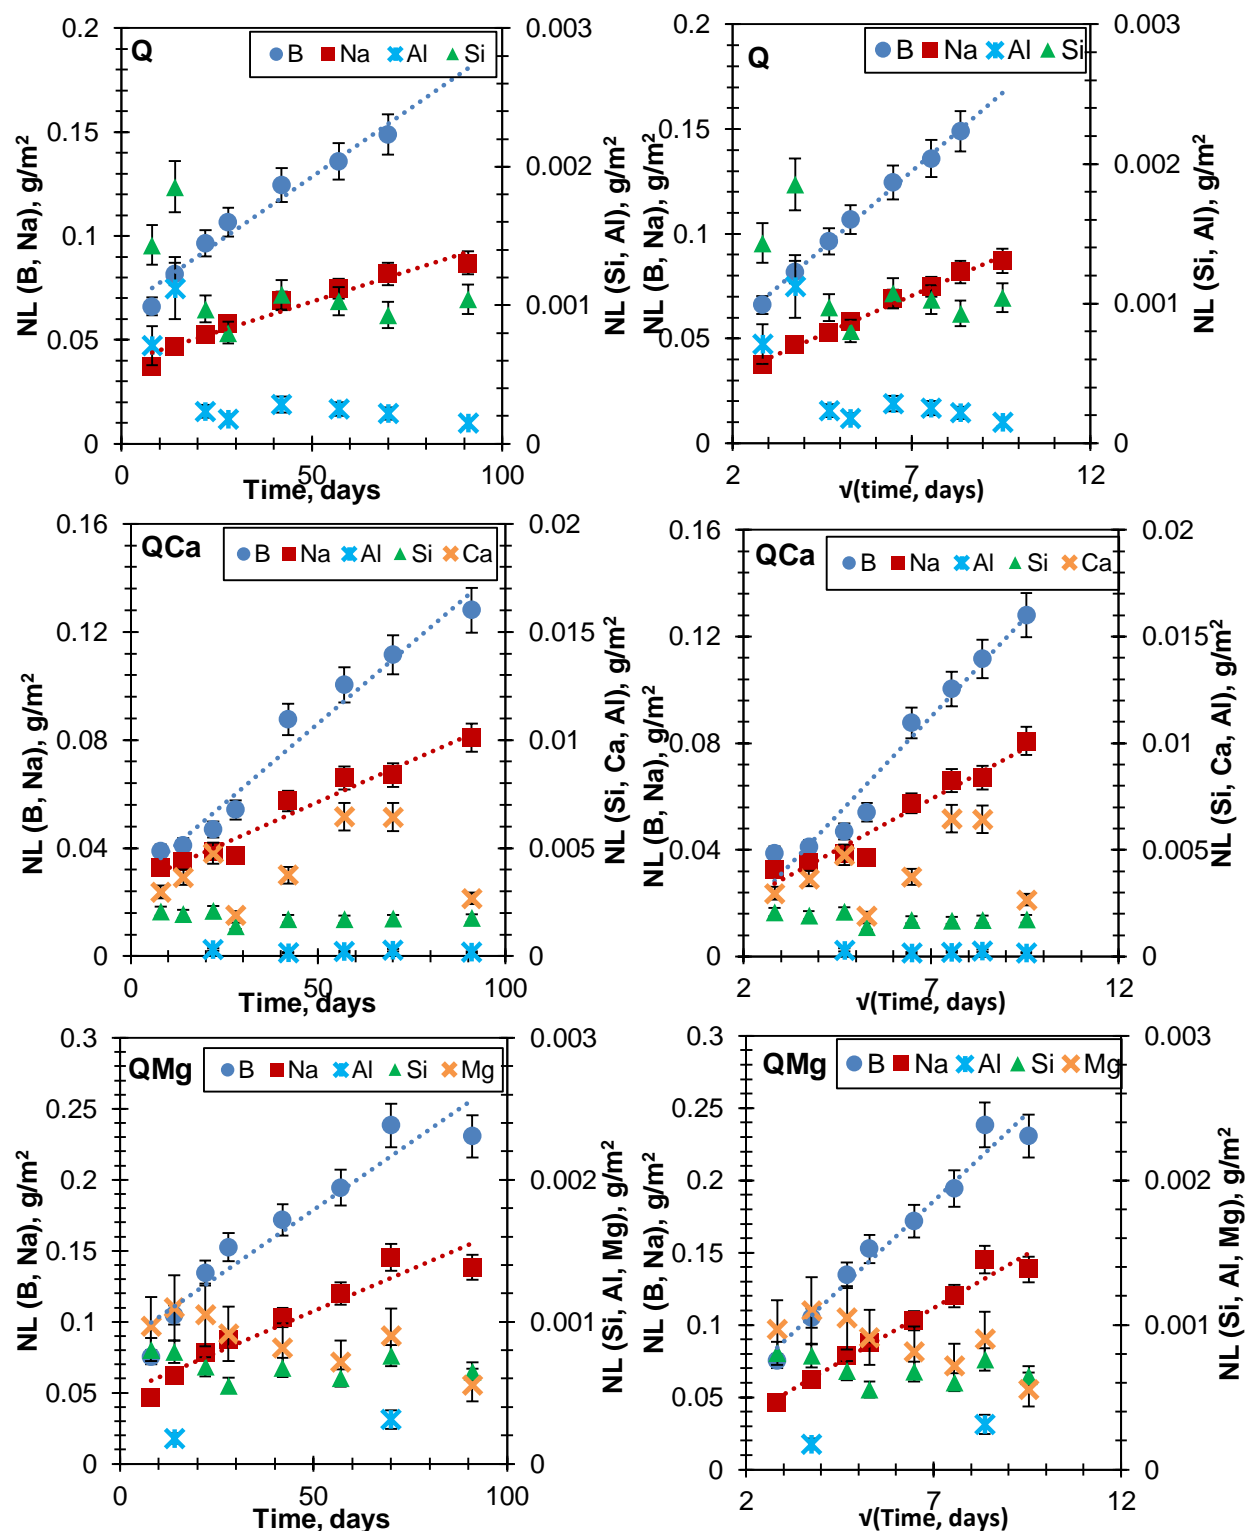 Q
B Na Al Si
NL (B, Na), g/m²
0.2
0.15
0.1
0.05
0
0.003
0.002
0.001
0
NL (Si, Al), g/m²
0 50 100
Time, days
Q
B Na Al Si
NL (B, Na), g/m²
0.2
0.15
0.1
0.05
0
0.003
0.002
0.001
0
NL (Si, Al), g/m²
2 7 12
√(time, days)
QCa
B Na Al Si Ca
NL (B, Na), g/m²
0.16
0.12
0.08
0.04
0
0.02
0.015
0.01
0.005
0
NL (Si, Ca, Al), g/m²
0 50 100
Time, days
QCa
B Na Al Si Ca
NL (B, Na), g/m²
0.16
0.12
0.08
0.04
0
0.02
0.015
0.01
0.005
0
NL (Si, Ca, Al), g/m²
2 7 12
√(Time, days)
QMg
B Na Al Si Mg
NL (B, Na), g/m²
0.3
0.25
0.2
0.15
0.1
0.05
0
0.003
0.002
0.001
0
NL (Si, Al, Mg), g/m²
0 50 100
Time, days
QMg
B Na Al Si Mg
NL (B, Na), g/m²
0.3
0.25
0.2
0.15
0.1
0.05
0
0.003
0.002
0.001
0
NL (Si, Al, Mg), g/m²
2 7 12
√(Time, days)